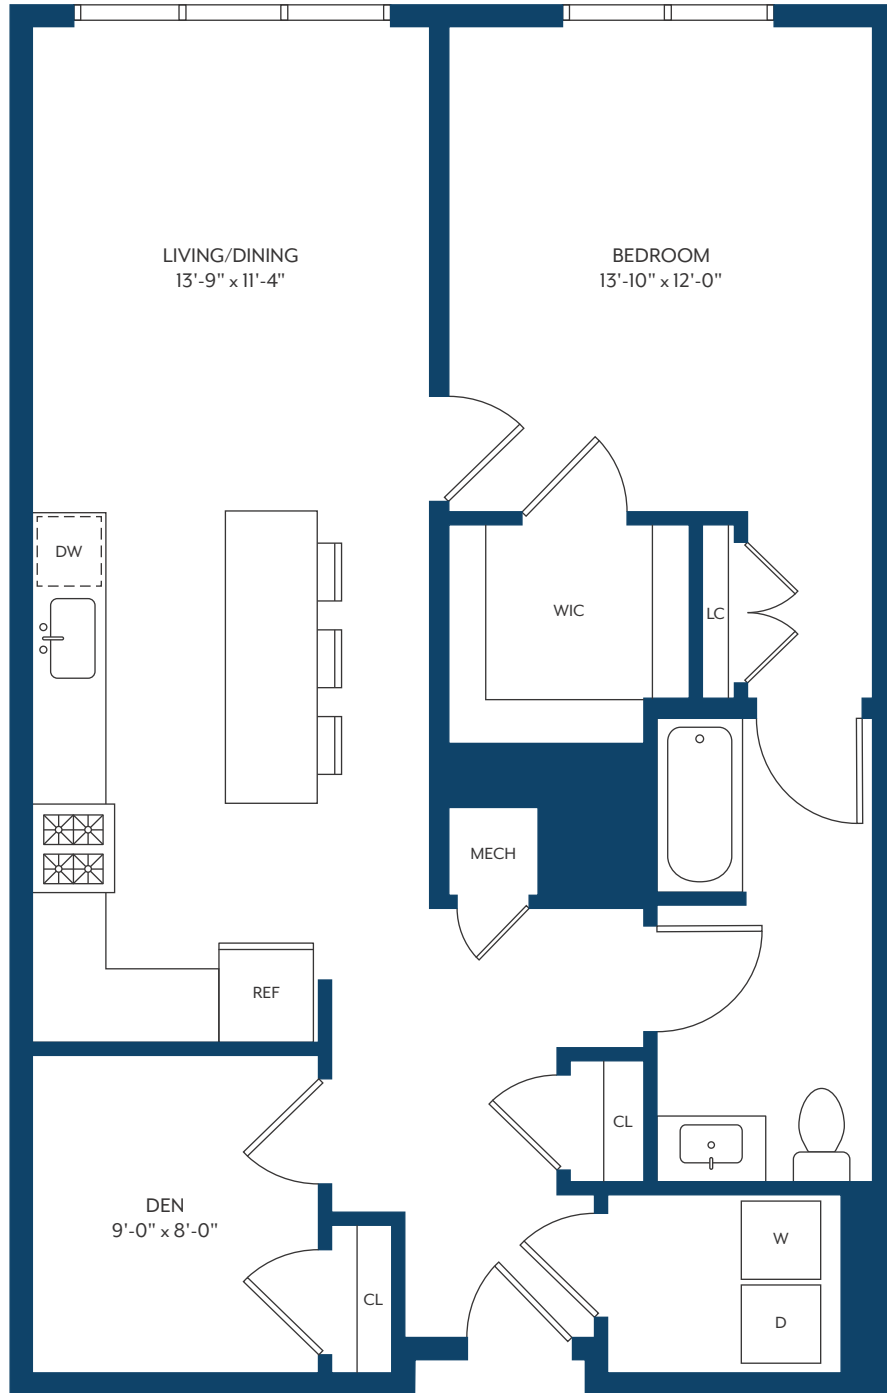 LIVING/DINING
13'-9" x 11'-4"
BEDROOM
13'-10" x 12'-0"
DW
WIC
LC
MECH
REF
CL
DEN
9'-0" x 8'-0"
W
CL
D